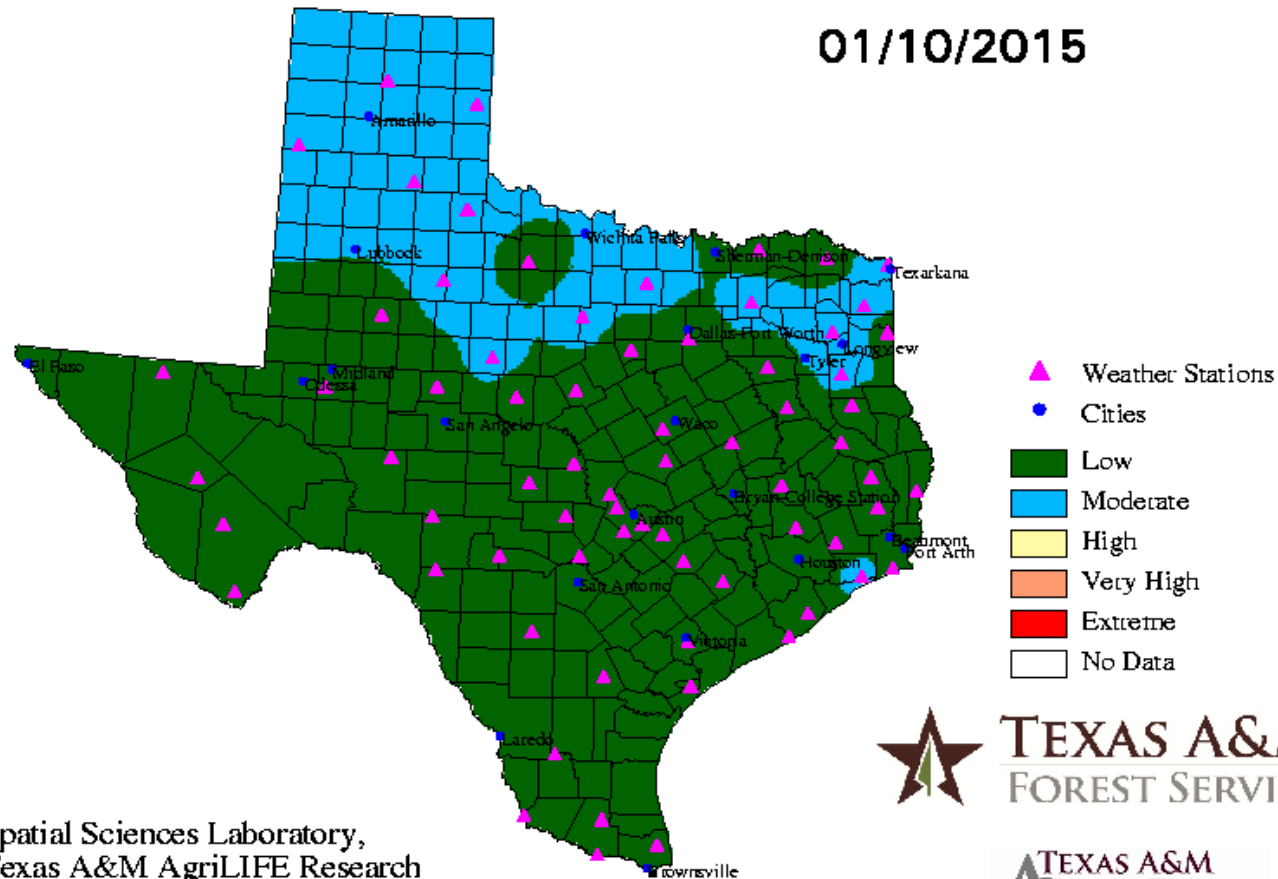 01/10/2015
Amarillo
Lubbock
Wichita Falls
Sherman-Denison
Texarkana
Dallas-Fort Worth
Longview
Tyler
El Paso
Midland
Odessa
San Angelo
Waco
Bryan-College Station
Austin
Beaumont
Port Arth
Houston
San Antonio
Victoria
Laredo
Brownsville
Weather Stations
Cities
Low
Moderate
High
Very High
Extreme
No Data
TEXAS A&
FOREST SERVI
patial Sciences Laboratory,
Texas A&M AgriLIFE Research
TEXAS A&M